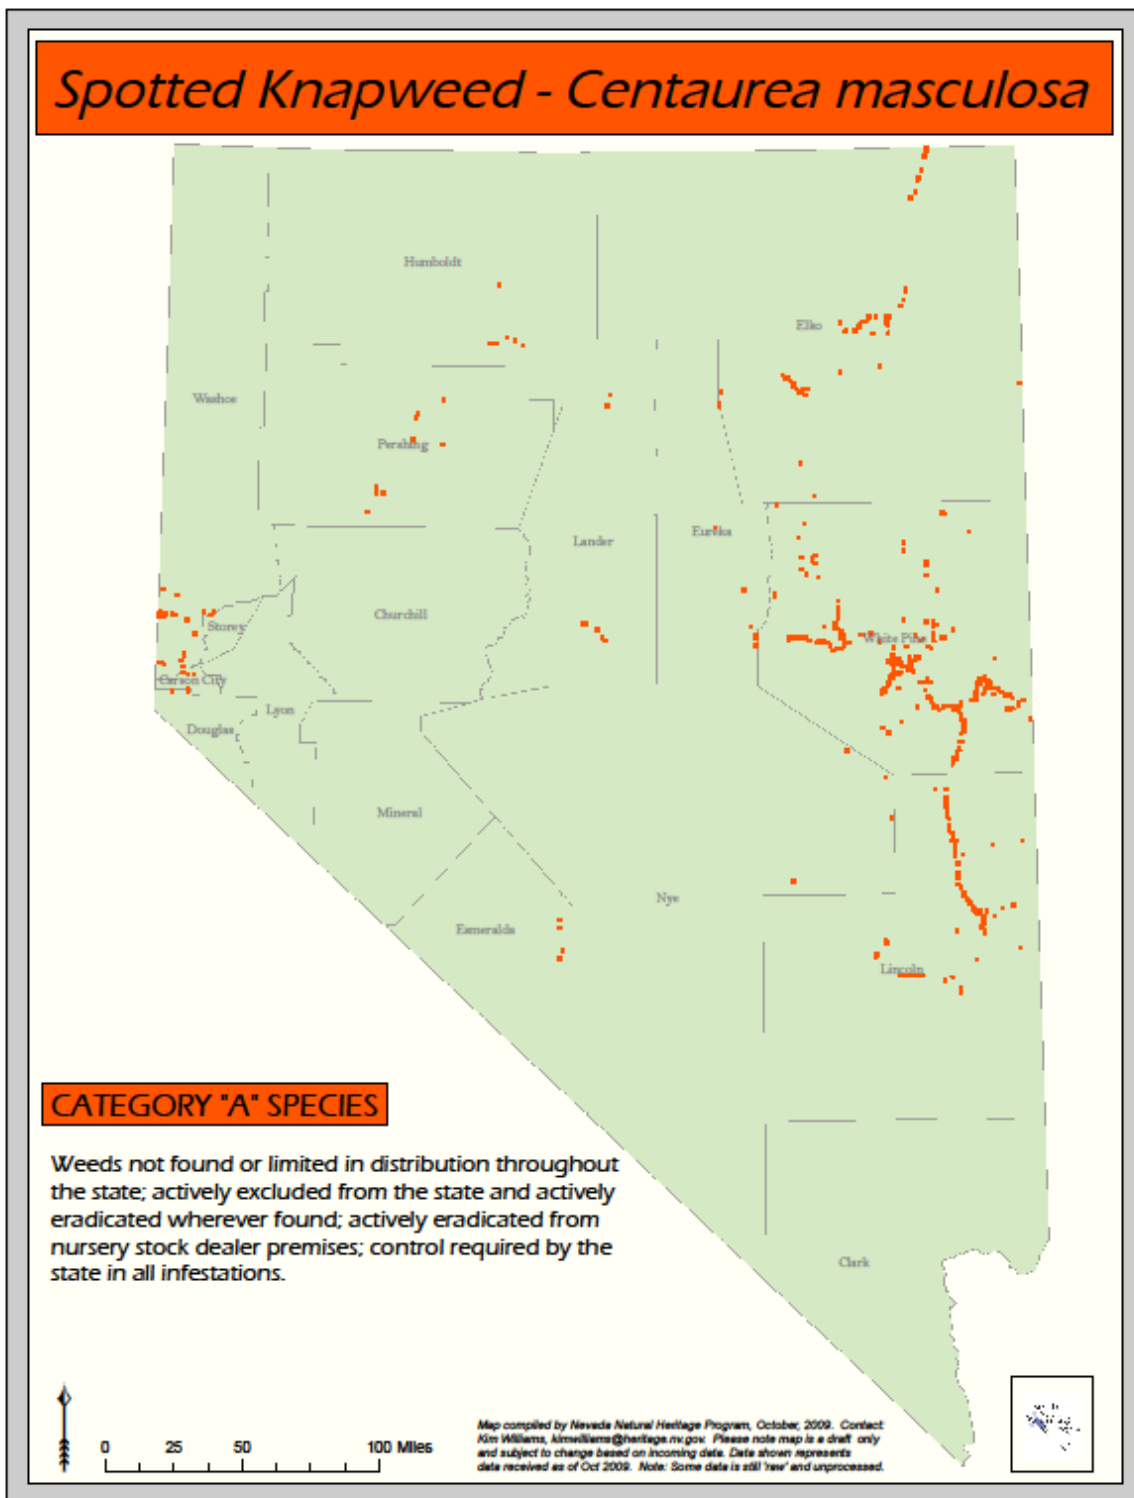 Spotted Knapweed - Centaurea masculosa
Humboldt
Elko
Washoe
Pershing
Lander
Eureka
Churchill
Storey
White Pine
Carson City
Lyon
Douglas
Mineral
Nye
Esmeralda
Lincoln
CATEGORY "A" SPECIES
Weeds not found or limited in distribution throughout
the state; actively excluded from the state and actively
eradicated wherever found; actively eradicated from
nursery stock dealer premises; control required by the
state in all infestations.
Clark
0 25 50 100 Miles
Map compiled by Nevada Natural Heritage Program, October, 2009. Contact:
Kim Williams, kimwilliams@heritage.nv.gov. Please note map is a draft only
and subject to change based on incoming data. Data shown represents
data received as of Oct 2009. Note: Some data is still 'raw' and unprocessed.